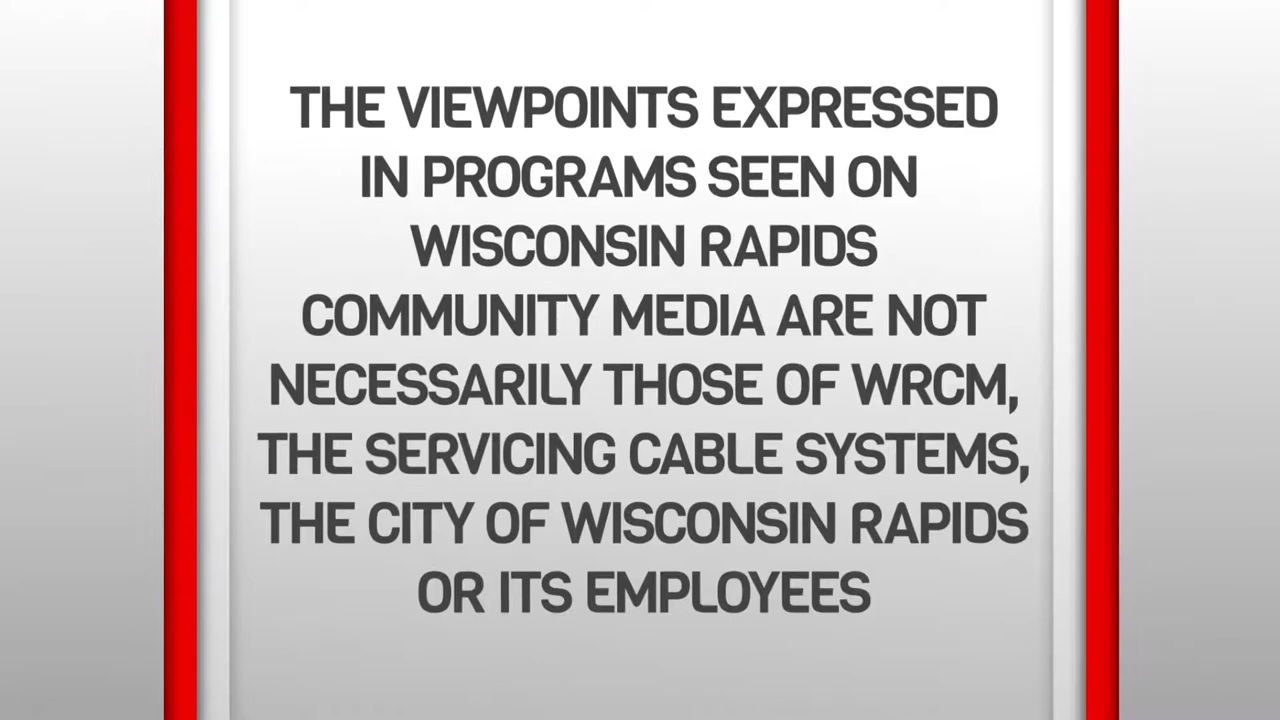 THE VIEWPOINTS EXPRESSED
IN PROGRAMS SEEN ON
WISCONSIN RAPIDS
COMMUNITY MEDIA ARE NOT
NECESSARILY THOSE OF WRCM,
THE SERVICING CABLE SYSTEMS,
THE CITY OF WISCONSIN RAPIDS
OR ITS EMPLOYEES